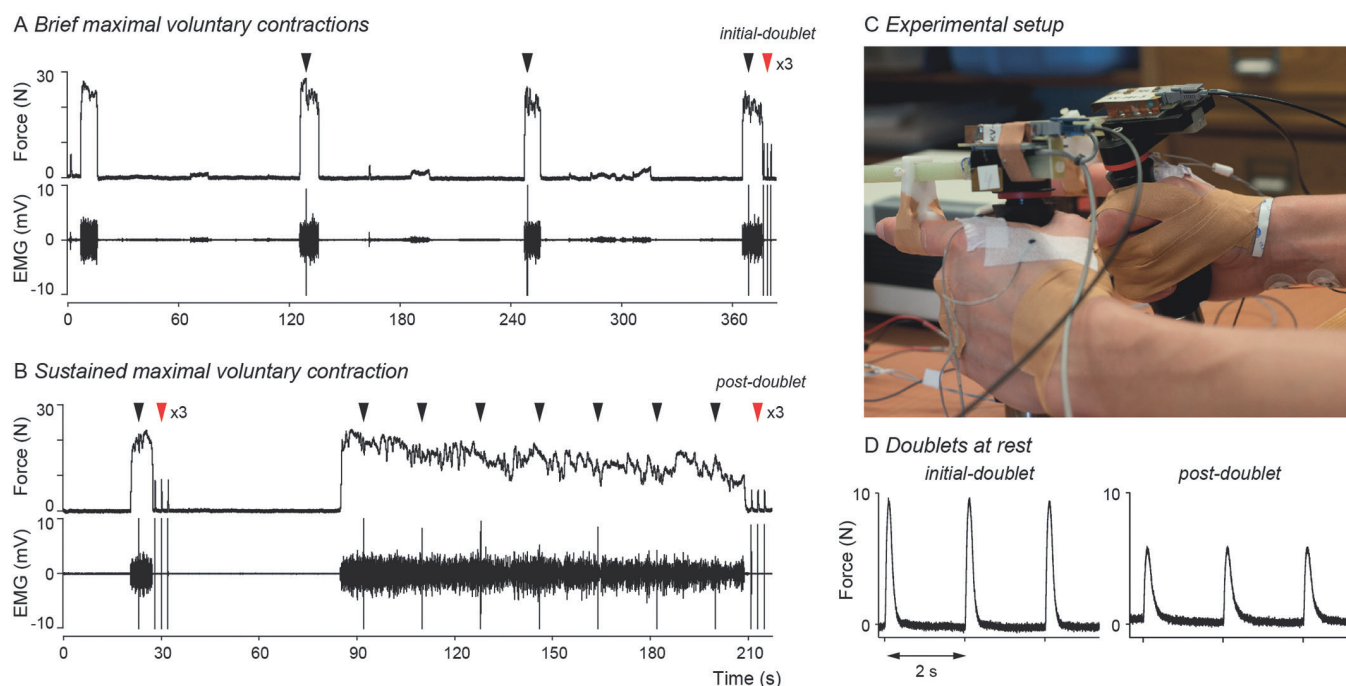 A Brief maximal voluntary contractions
initial-doublet
x3
30
Force (N)
0
10
EMG (mV)
0
-10
0 60 120 180 240 300 360
B Sustained maximal voluntary contraction
post-doublet
x3 x3
30
Force (N)
0
10
EMG (mV)
0
-10
0 30 60 90 120 150 180 210
Time (s)
C Experimental setup
D Doublets at rest
initial-doublet post-doublet
10 10
Force (N)
0 0
2 s